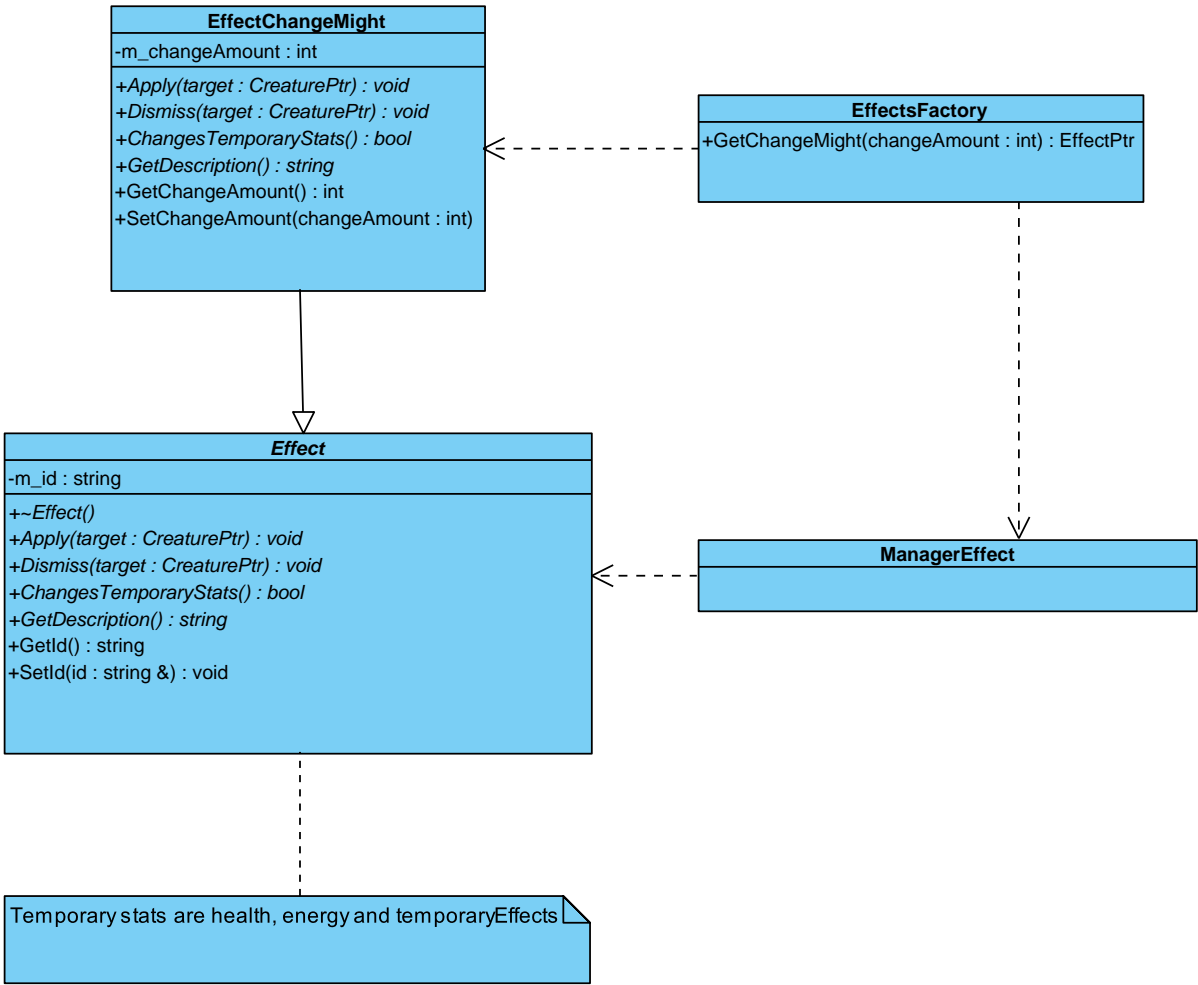 EffectChangeMight
-m_changeAmount : int
+Apply(target : CreaturePtr) : void
+Dismiss(target : CreaturePtr) : void
+ChangesTemporaryStats() : bool
+GetDescription() : string
+GetChangeAmount() : int
+SetChangeAmount(changeAmount : int)
EffectsFactory
+GetChangeMight(changeAmount : int) : EffectPtr
Effect
-m_id : string
+~Effect()
+Apply(target : CreaturePtr) : void
+Dismiss(target : CreaturePtr) : void
+ChangesTemporaryStats() : bool
+GetDescription() : string
+GetId() : string
+SetId(id : string &) : void
ManagerEffect
Temporary stats are health, energy and temporaryEffects